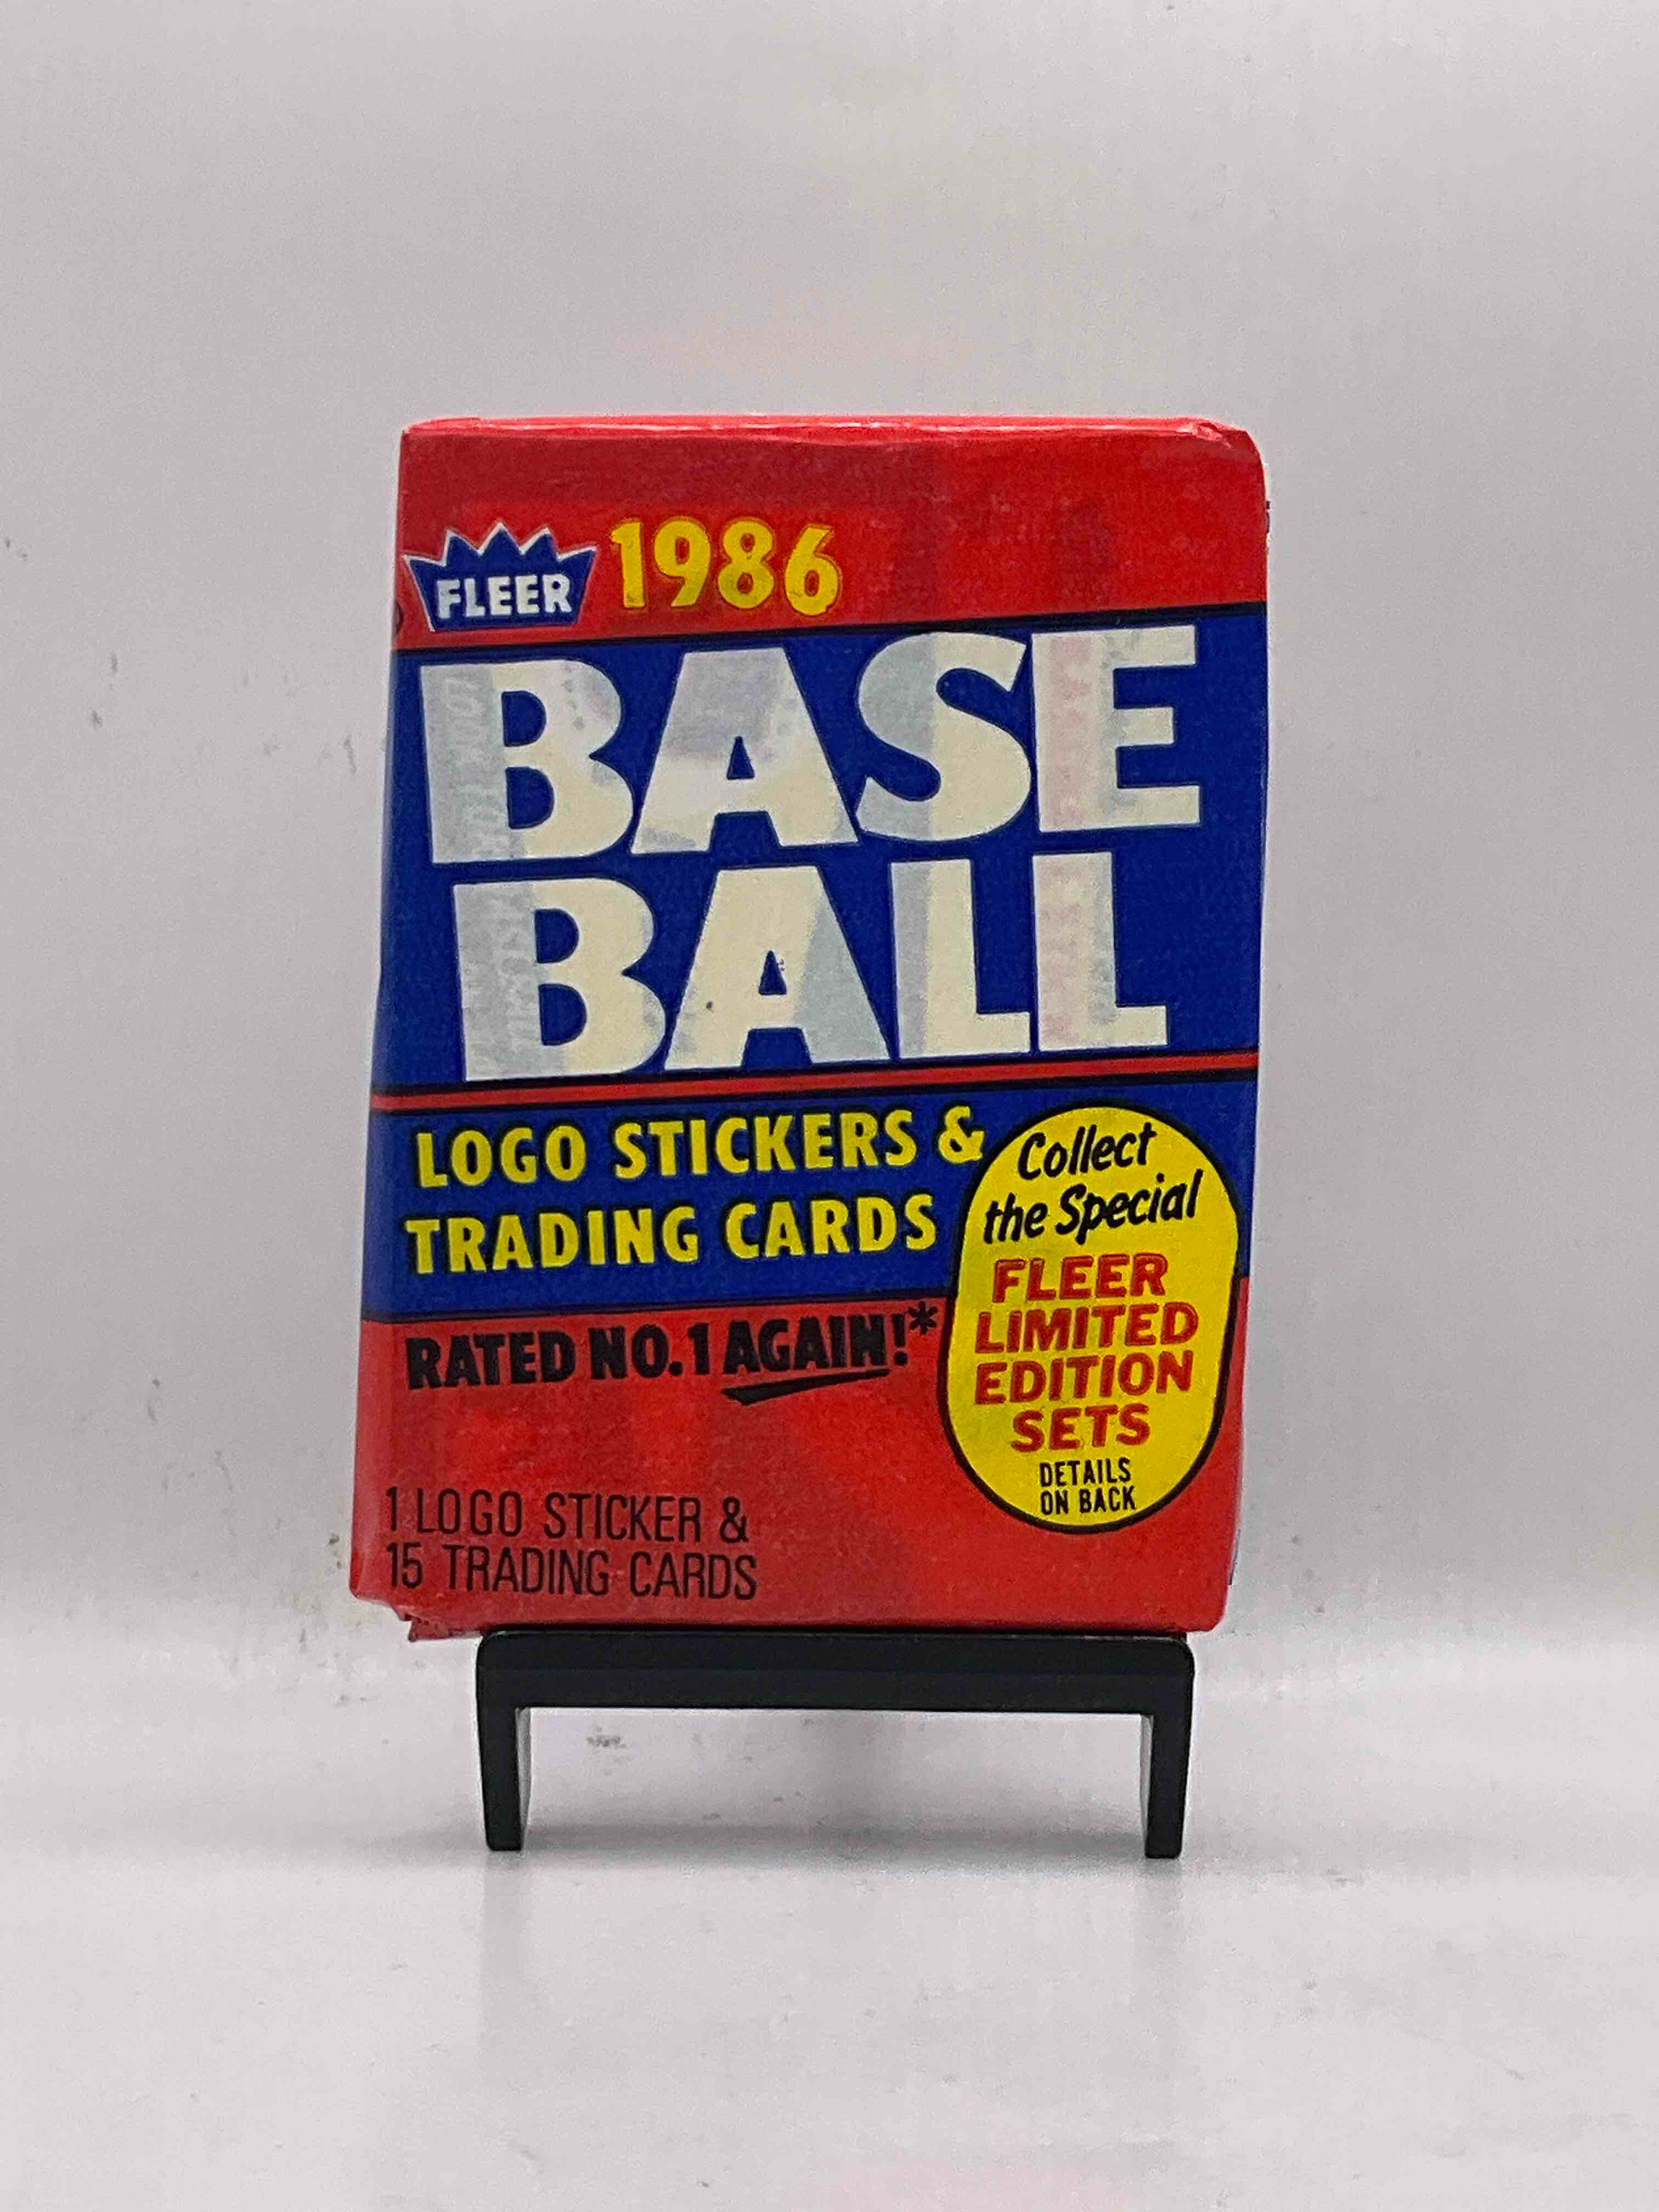 FLEER 1986
BASE
BALL
LOGO STICKERS &
TRADING CARDS
RATED NO.1 AGAIN!*
Collect
the Special
FLEER
LIMITED
EDITION
SETS
DETAILS
ON BACK
1 LOGO STICKER &
15 TRADING CARDS